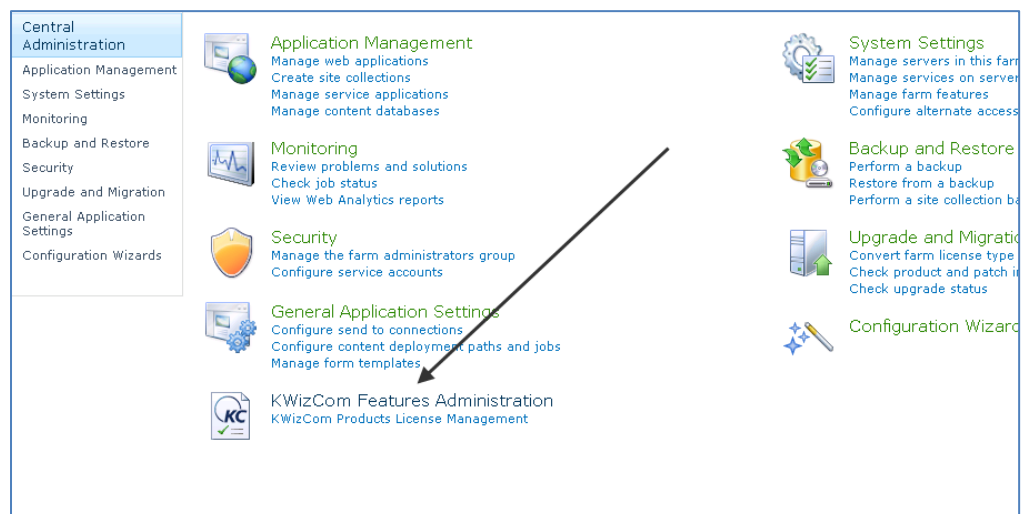 Central
Administration
Application Management
System Settings
Monitoring
Backup and Restore
Security
Upgrade and Migration
General Application
Settings
Configuration Wizards
Application Management
Manage web applications
Create site collections
Manage service applications
Manage content databases
Monitoring
Review problems and solutions
Check job status
View Web Analytics reports
Security
Manage the farm administrators group
Configure service accounts
General Application Settings
Configure send to connections
Configure content deployment paths and jobs
Manage form templates
KC
KWizCom Features Administration
KWizCom Products License Management
System Settings
Manage servers in this farm
Manage services on server
Manage farm features
Configure alternate access
Backup and Restore
Perform a backup
Restore from a backup
Perform a site collection
Upgrade and
Convert farm license type
Check product and patch
Check upgrade status
Configuration